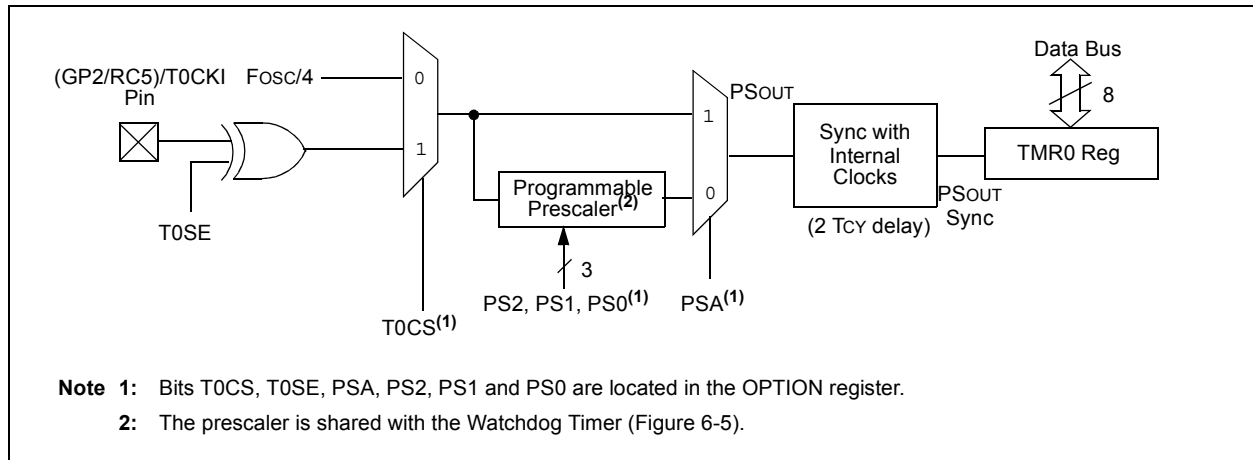 Data Bus
(GP2/RC5)/T0CKI
Pin
FOSC/4
0
1
T0SE
T0CS(1)
Programmable
Prescaler(2)
3
PS2, PS1, PS0(1)
1
0
PSA(1)
PSOUT
Sync with
Internal
Clocks
(2 TCY delay)
PSOUT
Sync
8
TMR0 Reg
Note 1: Bits T0CS, T0SE, PSA, PS2, PS1 and PS0 are located in the OPTION register.
2: The prescaler is shared with the Watchdog Timer (Figure 6-5).